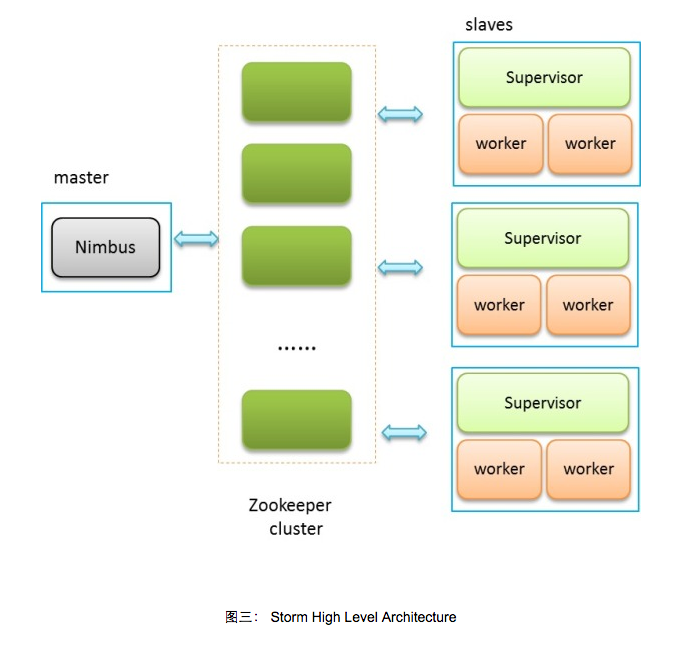 slaves
Supervisor
worker worker
master
Nimbus
Supervisor
worker worker
......
Supervisor
worker worker
Zookeeper
cluster
图三： Storm High Level Architecture